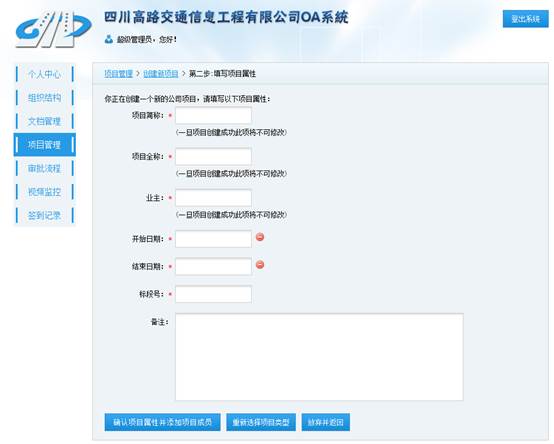 四川高路交通信息工程有限公司OA系统
登出系统
超级管理员，您好！
个人中心
组织结构
文档管理
项目管理
审批流程
视频监控
签到记录
项目管理 > 创建新项目 > 第二步:填写项目属性
你正在创建一个新的公司项目，请填写以下项目属性：
项目简称：*
(一旦项目创建成功此项将不可修改)
项目全称：*
(一旦项目创建成功此项将不可修改)
业主：*
(一旦项目创建成功此项将不可修改)
开始日期：*
结束日期：*
标段号：*
备注：
确认项目属性并添加项目成员 重新选择项目类型 放弃并返回